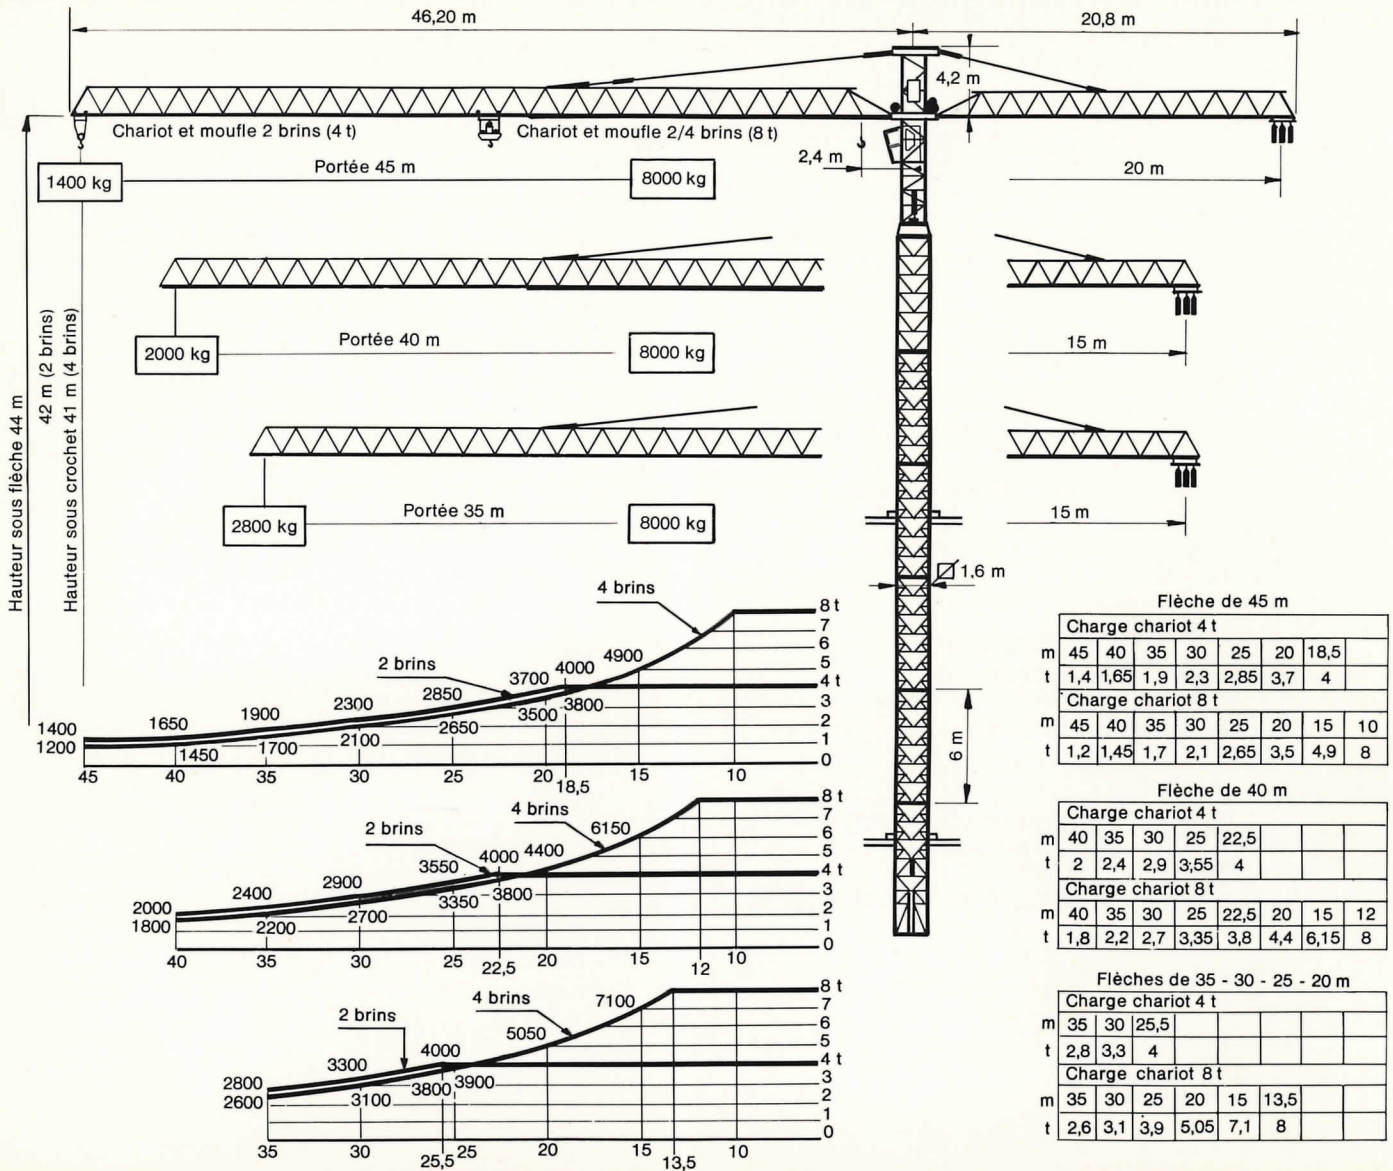 46,20 m
20,8 m
4,2 m
Chariot et moufle 2 brins (4 t)
Chariot et moufle 2/4 brins (8 t)
2,4 m
1400 kg
Portée 45 m
8000 kg
20 m
Hauteur sous flèche 44 m
42 m (2 brins)
Hauteur sous crochet 41 m (4 brins)
2000 kg
Portée 40 m
8000 kg
15 m
2800 kg
Portée 35 m
8000 kg
15 m
1,6 m
6 m
4 brins
2 brins
8 t
7
6
5
4 t
3
2
1
0
1400 1650 1900 2300 2850 3700 4000 4900
1200 1450 1700 2100 2650 3500 3800
45 40 35 30 25 20 18,5 15 10
4 brins
2 brins
8 t
7
6
5
4 t
3
2
1
0
2000 2400 2900 3550 4000 4400 6150
1800 2200 2700 3350 3800
40 35 30 25 22,5 20 15 12 10
4 brins
2 brins
8 t
7
6
5
4 t
3
2
1
0
2800 3300 4000 5050 7100
2600 3100 3800 3900
35 30 25,5 25 20 15 13,5 10
Flèche de 45 m
Charge chariot 4 t
m 45 40 35 30 25 20 18,5
t 1,4 1,65 1,9 2,3 2,85 3,7 4
Charge chariot 8 t
m 45 40 35 30 25 20 15 10
t 1,2 1,45 1,7 2,1 2,65 3,5 4,9 8
Flèche de 40 m
Charge chariot 4 t
m 40 35 30 25 22,5
t 2 2,4 2,9 3,55 4
Charge chariot 8 t
m 40 35 30 25 22,5 20 15 12
t 1,8 2,2 2,7 3,35 3,8 4,4 6,15 8
Flèches de 35 - 30 - 25 - 20 m
Charge chariot 4 t
m 35 30 25,5
t 2,8 3,3 4
Charge chariot 8 t
m 35 30 25 20 15 13,5
t 2,6 3,1 3,9 5,05 7,1 8